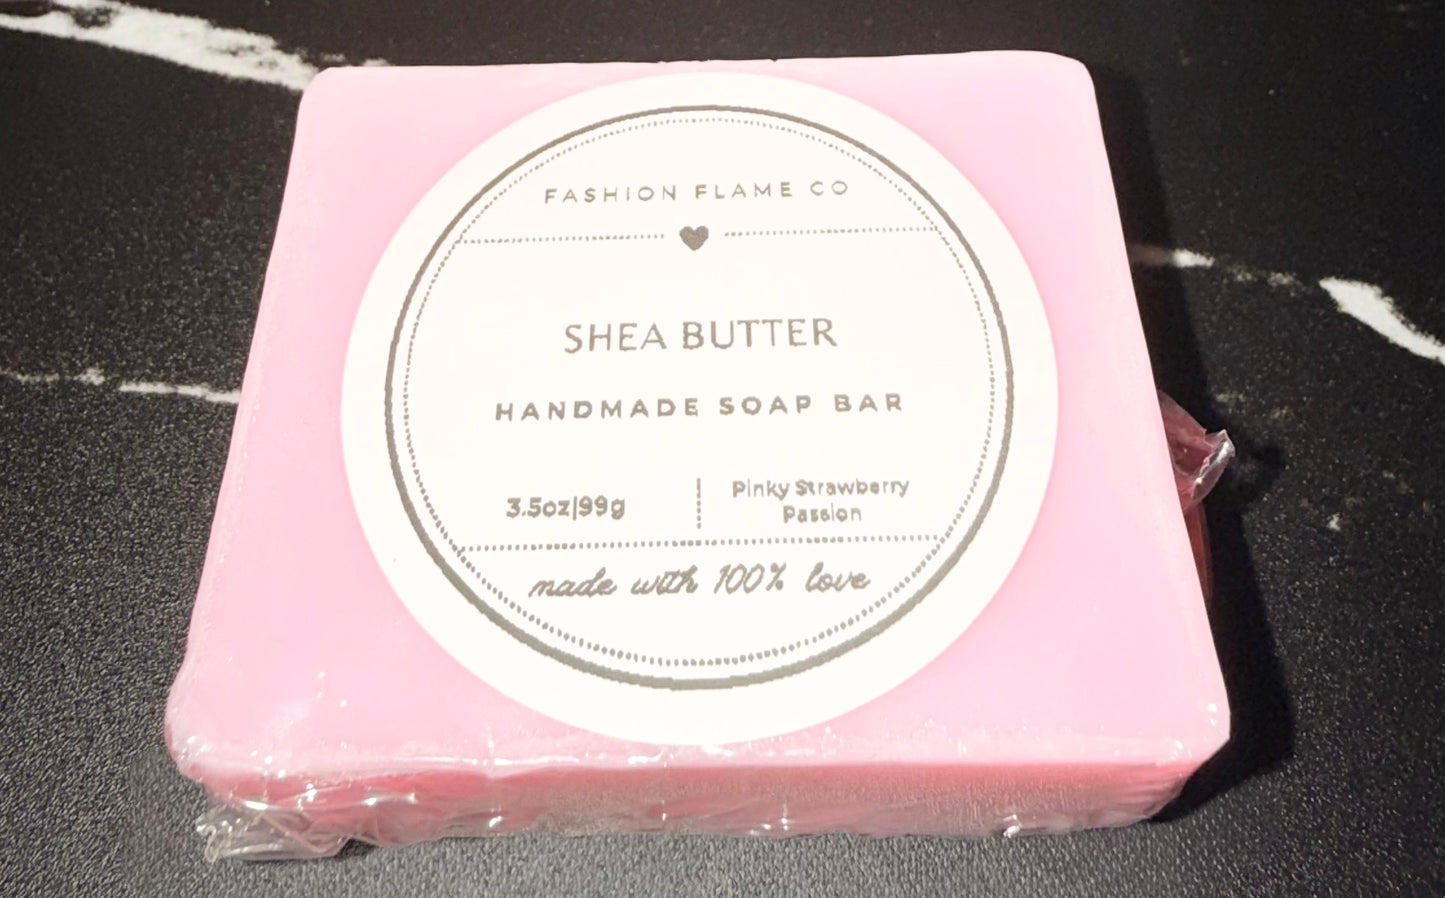 FASHION FLAME CO
SHEA BUTTER
HANDMADE SOAP BAR
3.5oz|99g
Pinky Strawberry
Passion
made with 100% love